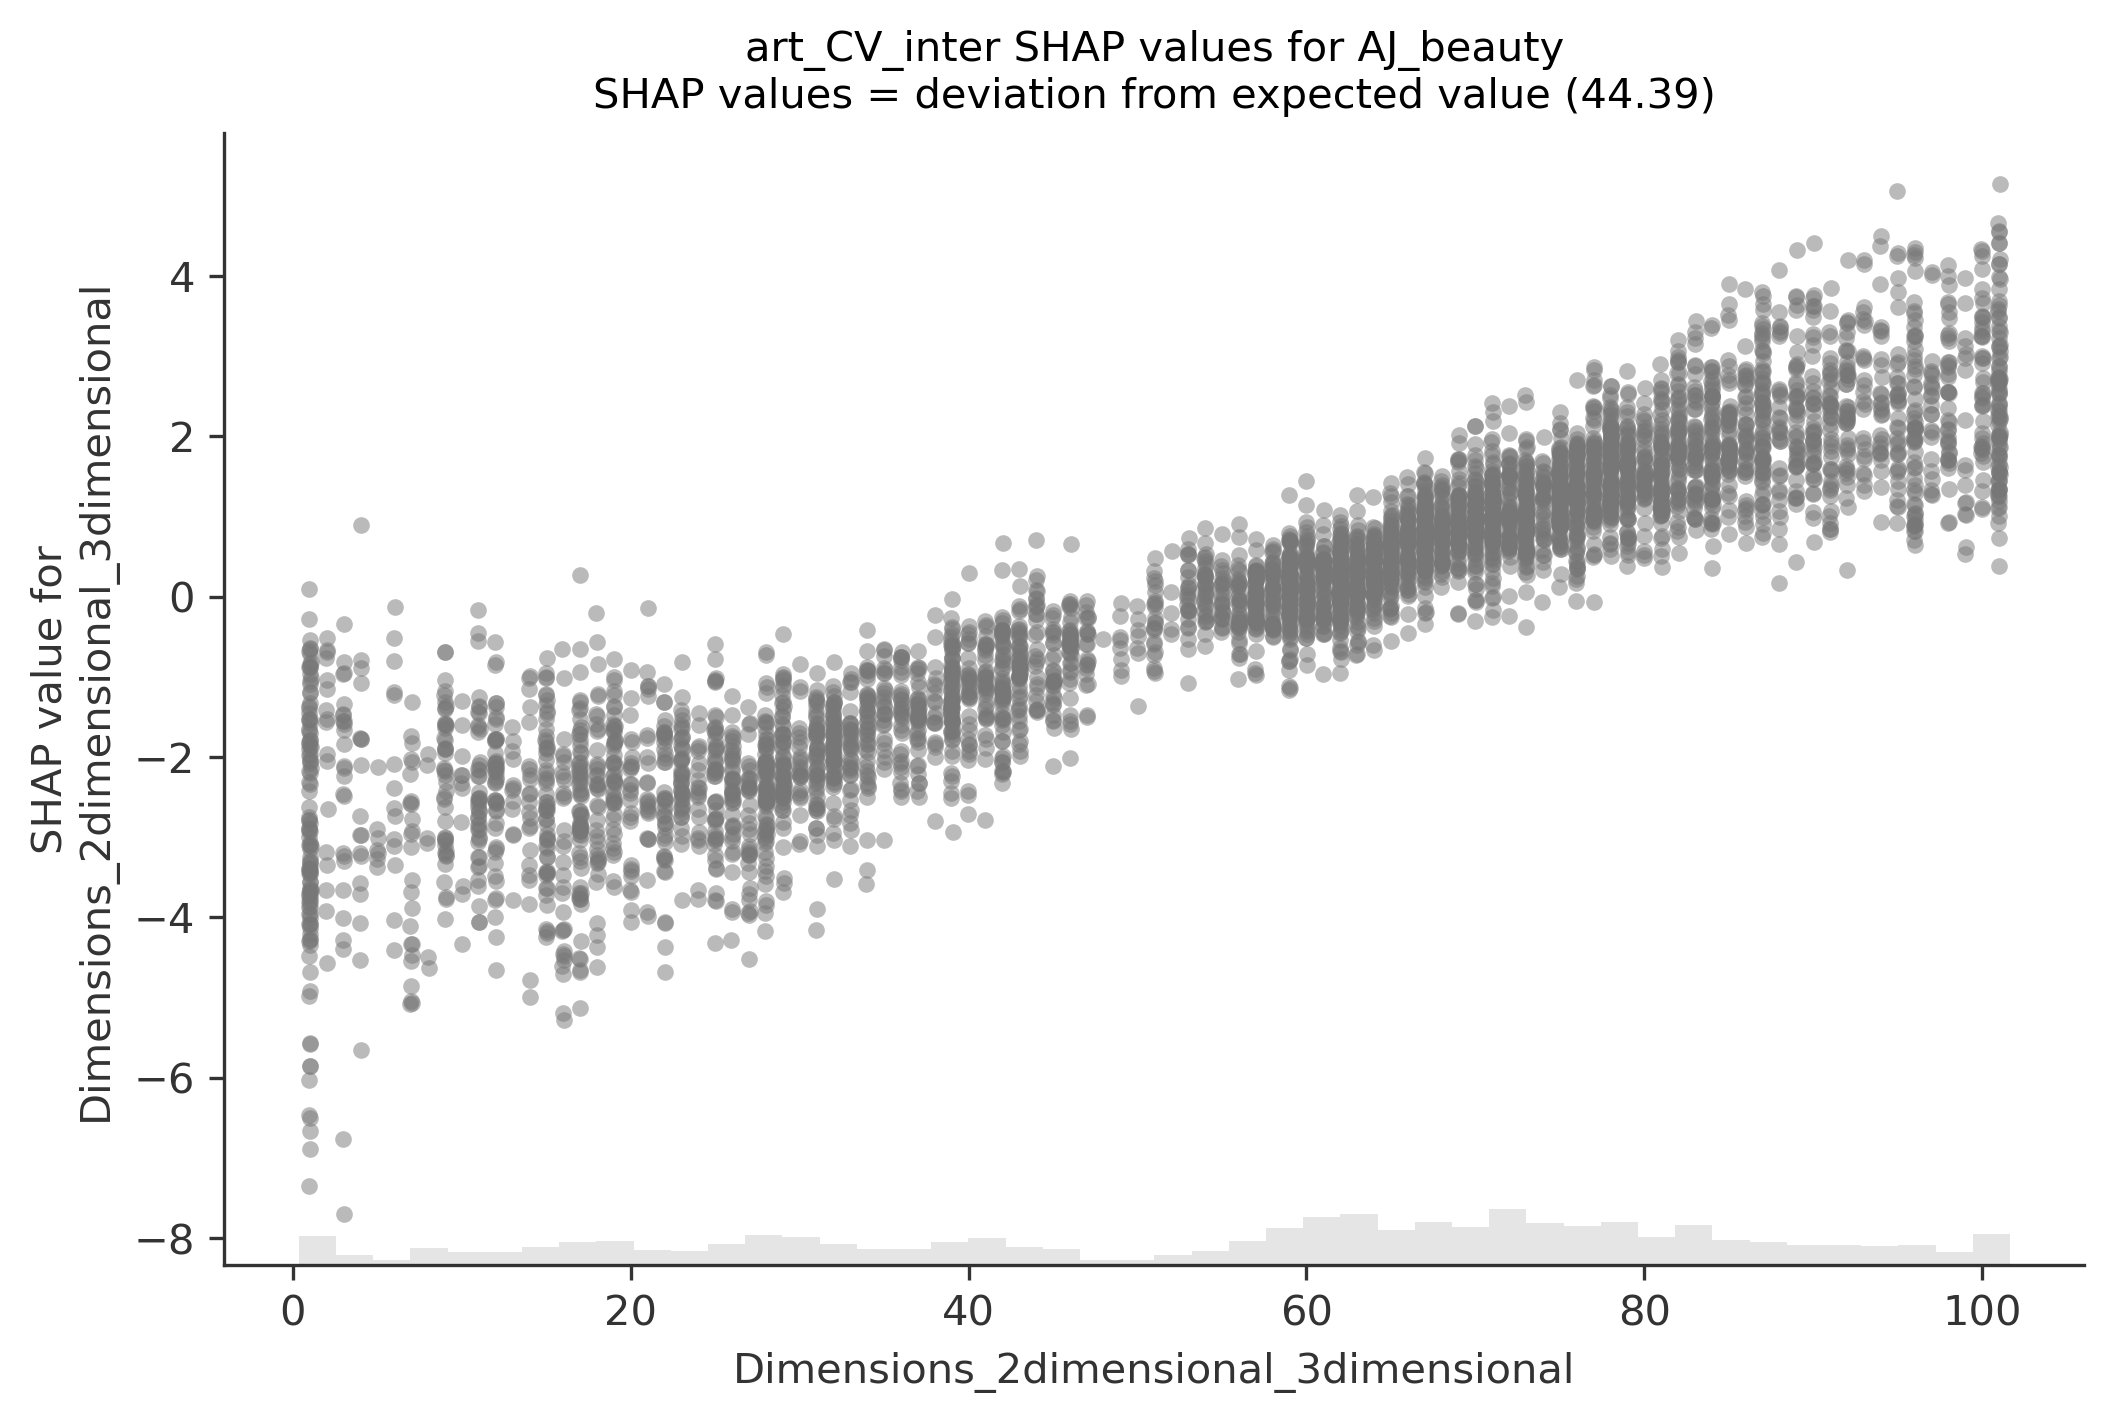 art_CV_inter SHAP values for AJ_beauty
SHAP values = deviation from expected value (44.39)
SHAP value for
Dimensions_2dimensional_3dimensional
4
2
0
−2
−4
−6
−8
0 20 40 60 80 100
Dimensions_2dimensional_3dimensional